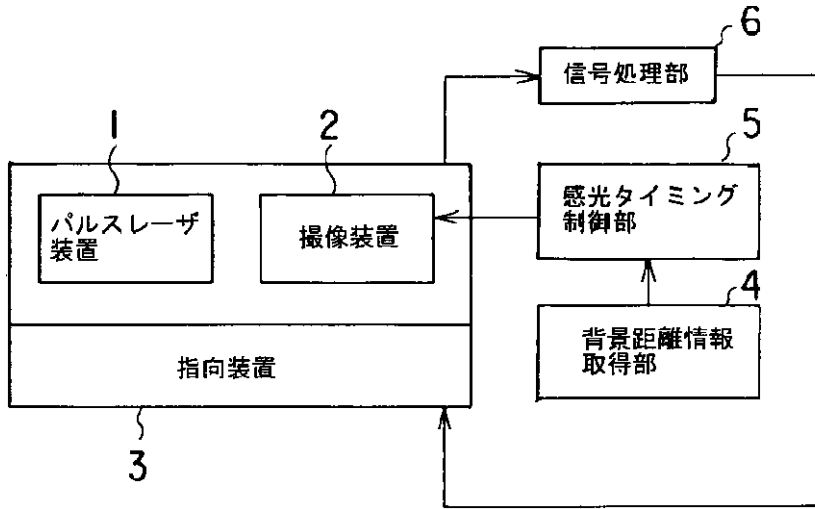 6
信号処理部
1
2
5
パルスレーザ
装置
撮像装置
感光タイミング
制御部
4
背景距離情報
取得部
指向装置
3